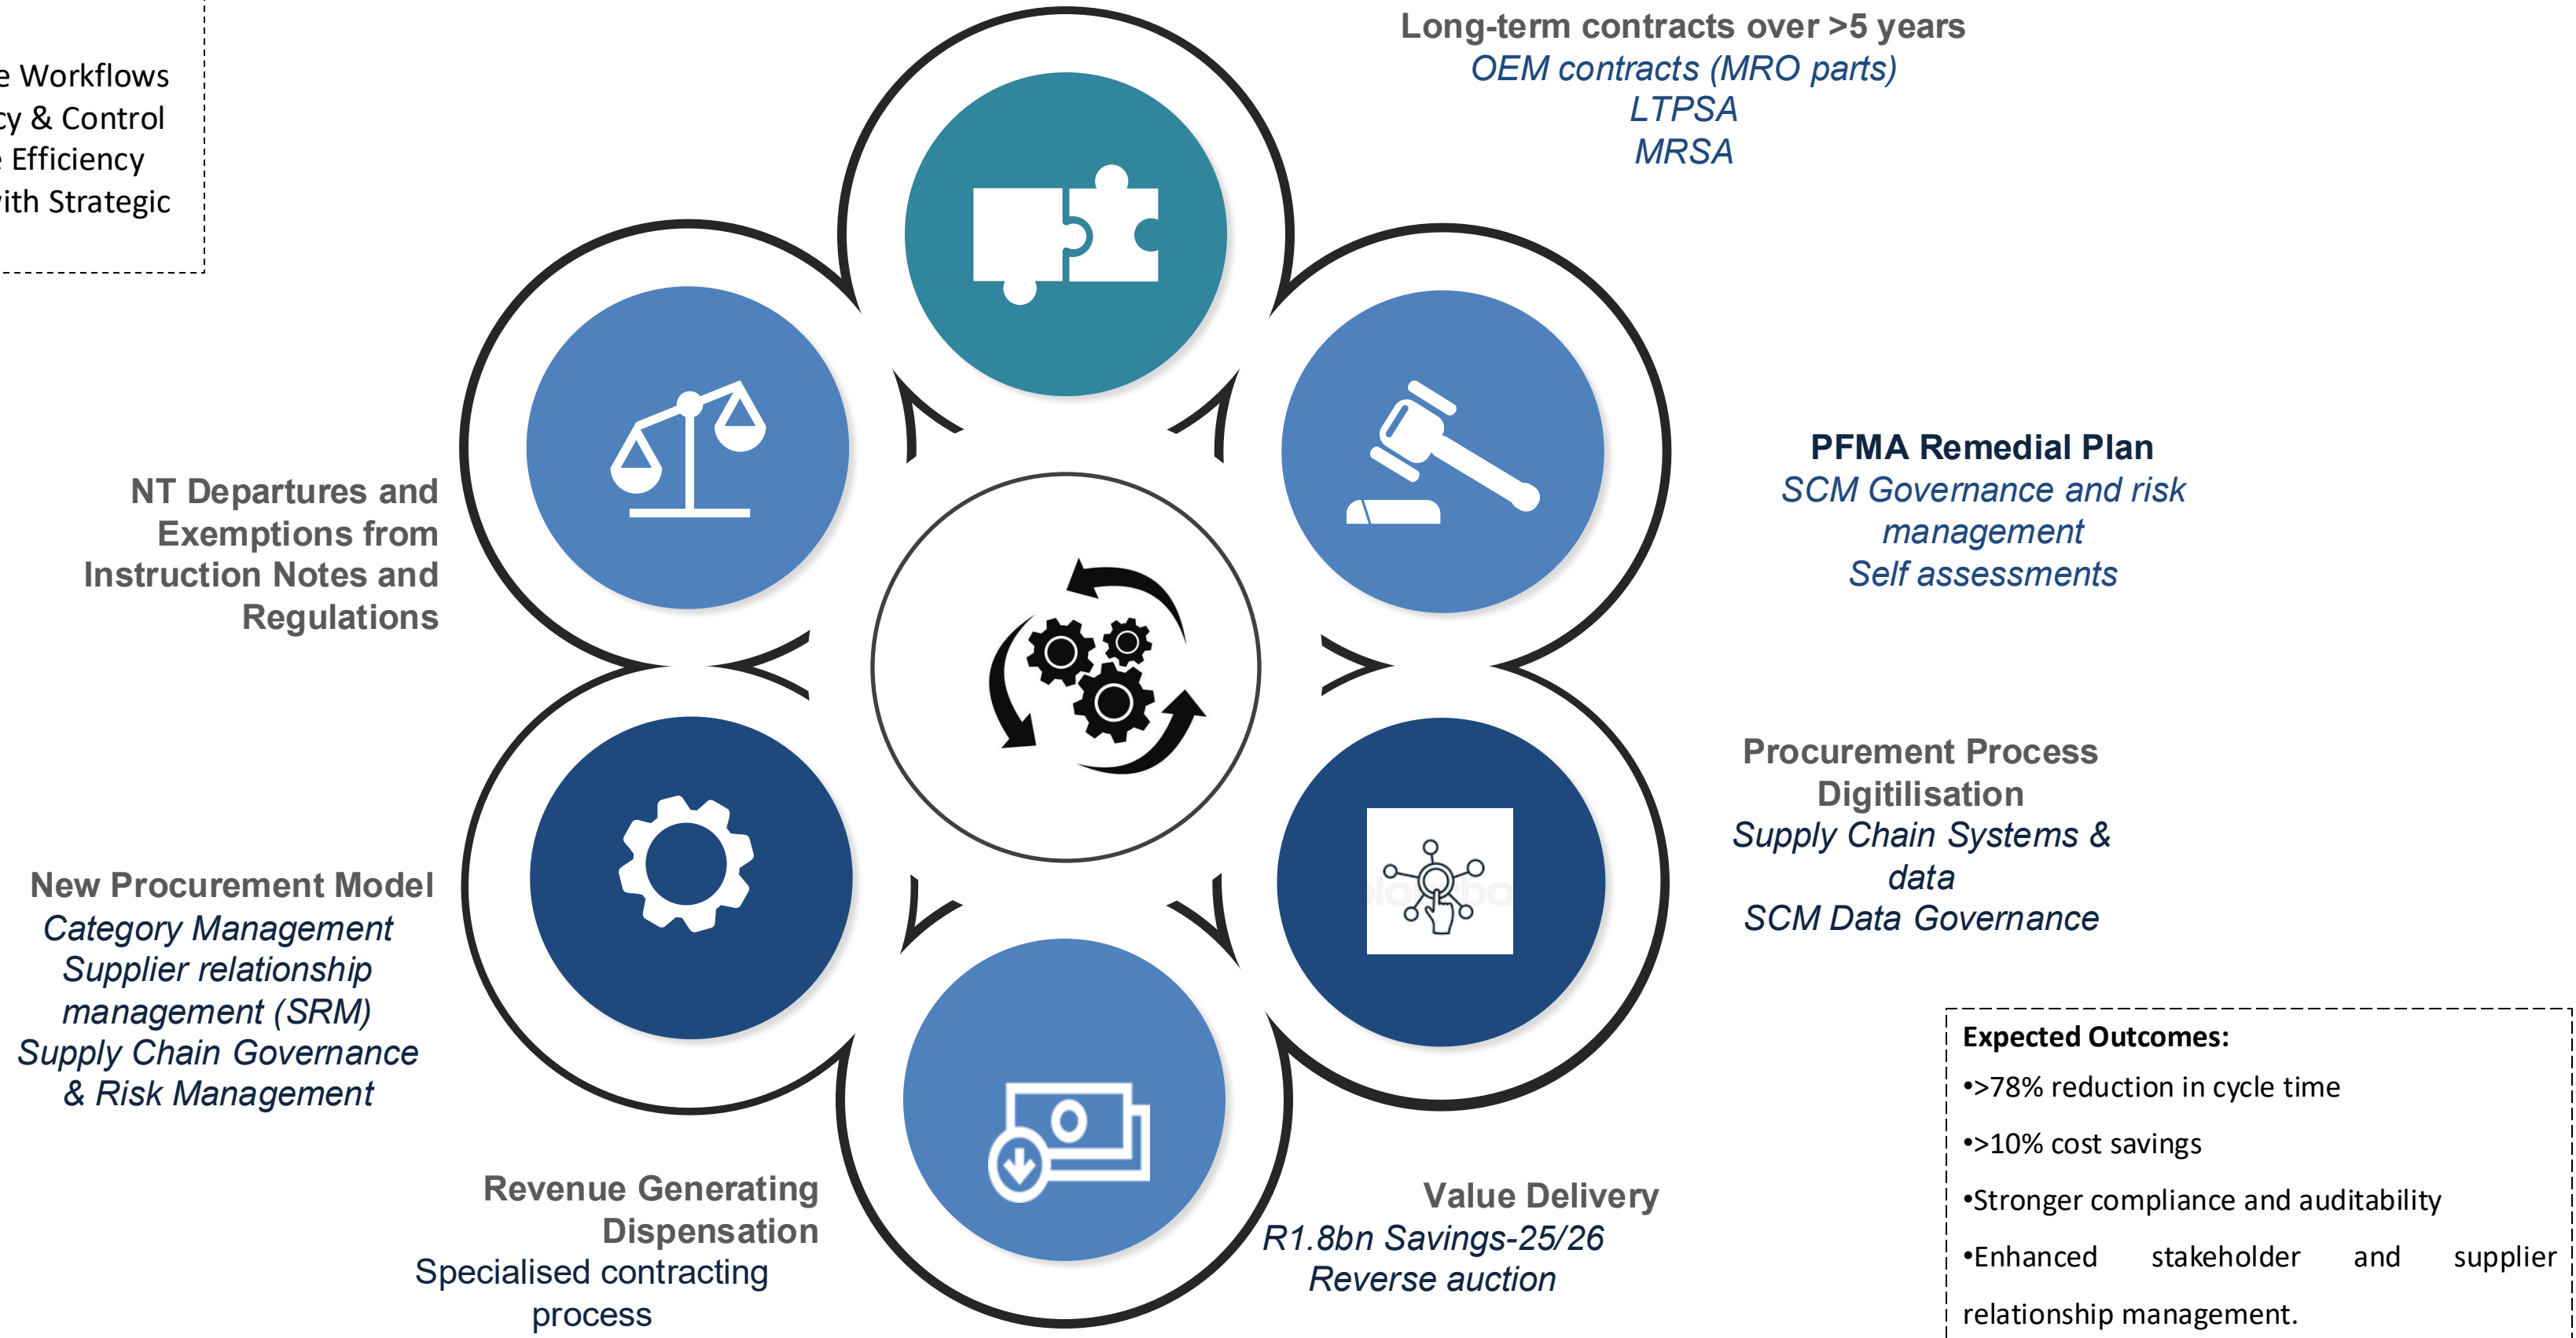 Workflows
& Control
Efficiency
with Strategic
Long-term contracts over >5 years
OEM contracts (MRO parts)
LTPSA
MRSA
NT Departures and
Exemptions from
Instruction Notes and
Regulations
PFMA Remedial Plan
SCM Governance and risk
management
Self assessments
New Procurement Model
Category Management
Supplier relationship
management (SRM)
Supply Chain Governance
& Risk Management
Procurement Process
Digitilisation
Supply Chain Systems &
data
SCM Data Governance
Revenue Generating
Dispensation
Specialised contracting
process
Value Delivery
R1.8bn Savings-25/26
Reverse auction
Expected Outcomes:
•>78% reduction in cycle time
•>10% cost savings
•Stronger compliance and auditability
•Enhanced stakeholder and supplier
relationship management.